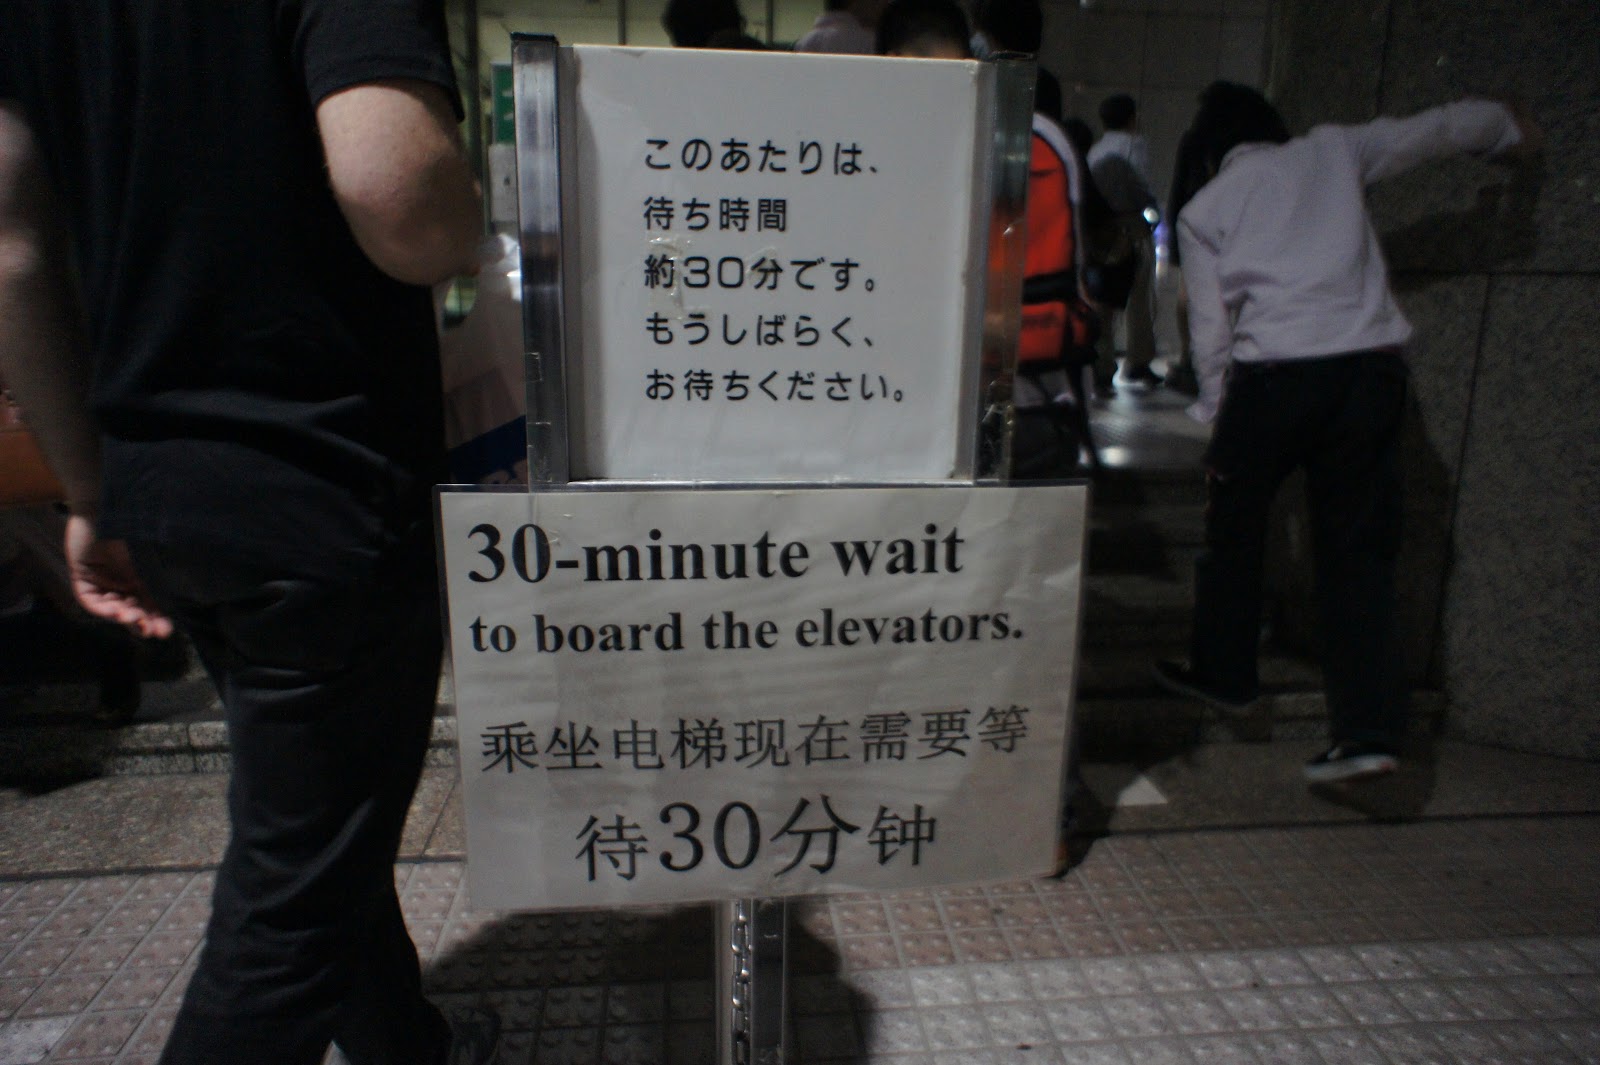 このあたりは、
待ち時間
約30分です。
もうしばらく、
お待ちください。
30-minute wait
to board the elevators.
乘坐电梯现在需要等
待30分钟